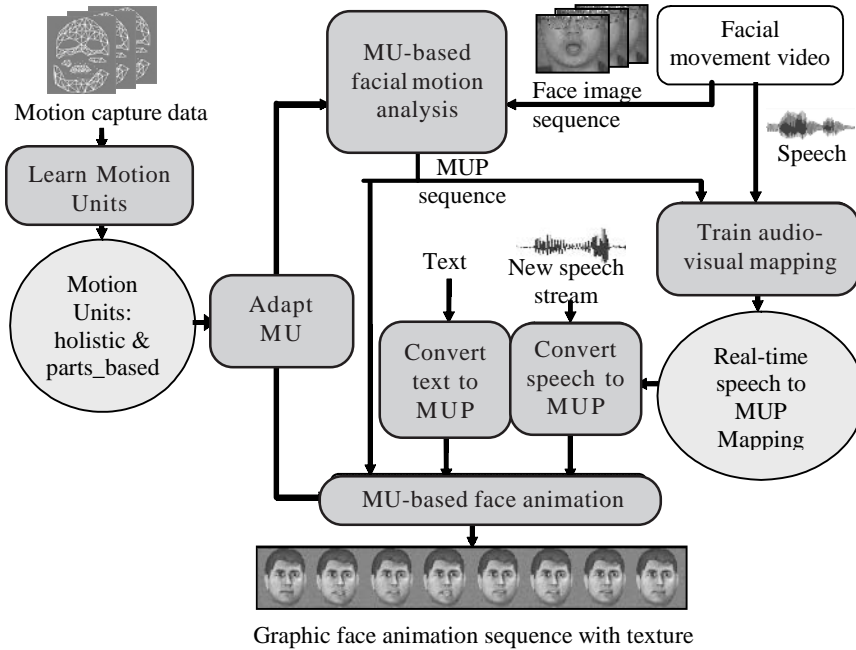 MU-based
facial motion
analysis
Facial
movement video
Face image
sequence
Motion capture data
Speech
Learn Motion
Units
MUP
sequence
Train audio-
visual mapping
Text
New speech
stream
Motion
Units:
holistic &
parts_based
Adapt
MU
Convert
text to
MUP
Convert
speech to
MUP
Real-time
speech to
MUP
Mapping
MU-based face animation
Graphic face animation sequence with texture